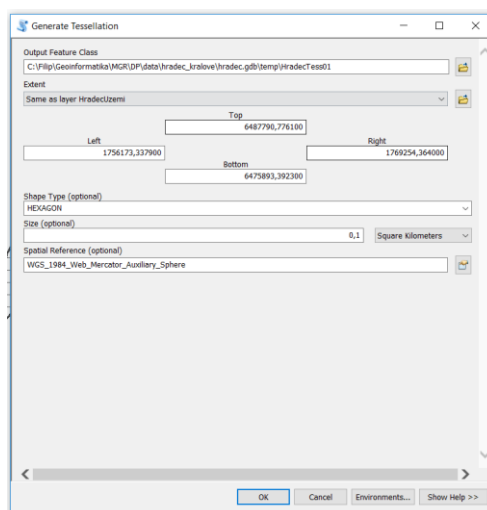 Generate Tessellation
Output Feature Class
C:\Filip\Geoinformatika\MGR\DP\data\hradec_kralove\hradec.gdb\temp\HradecTess01
Extent
Same as layer HradecUzemi
Top
6487790,776100
Left
Right
1756173,337900
1769254,364000
Bottom
6475893,392300
Shape Type (optional)
HEXAGON
Size (optional)
0,1
Square Kilometers
Spatial Reference (optional)
WGS_1984_Web_Mercator_Auxiliary_Sphere
OK
Cancel
Environments...
Show Help >>